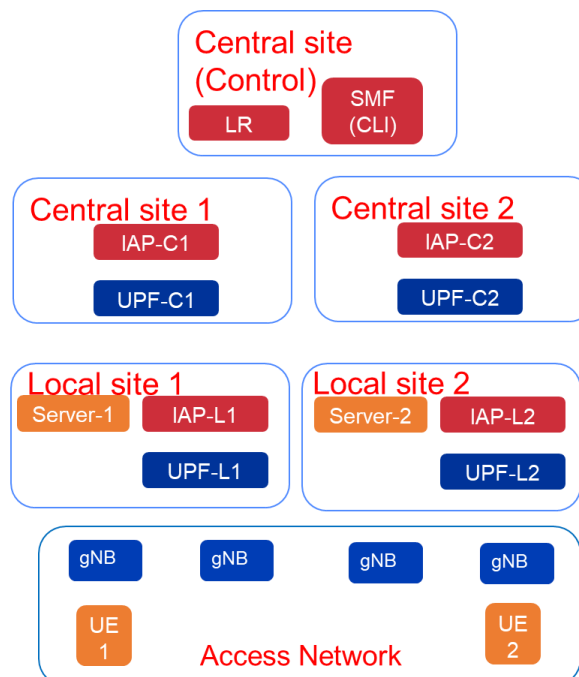 Central site
(Control)
LR
SMF
(CLI)
Central site 1
IAP-C1
UPF-C1
Central site 2
IAP-C2
UPF-C2
Local site 1
Server-1
IAP-L1
UPF-L1
Local site 2
Server-2
IAP-L2
UPF-L2
gNB
gNB
gNB
gNB
UE
1
UE
2
Access Network